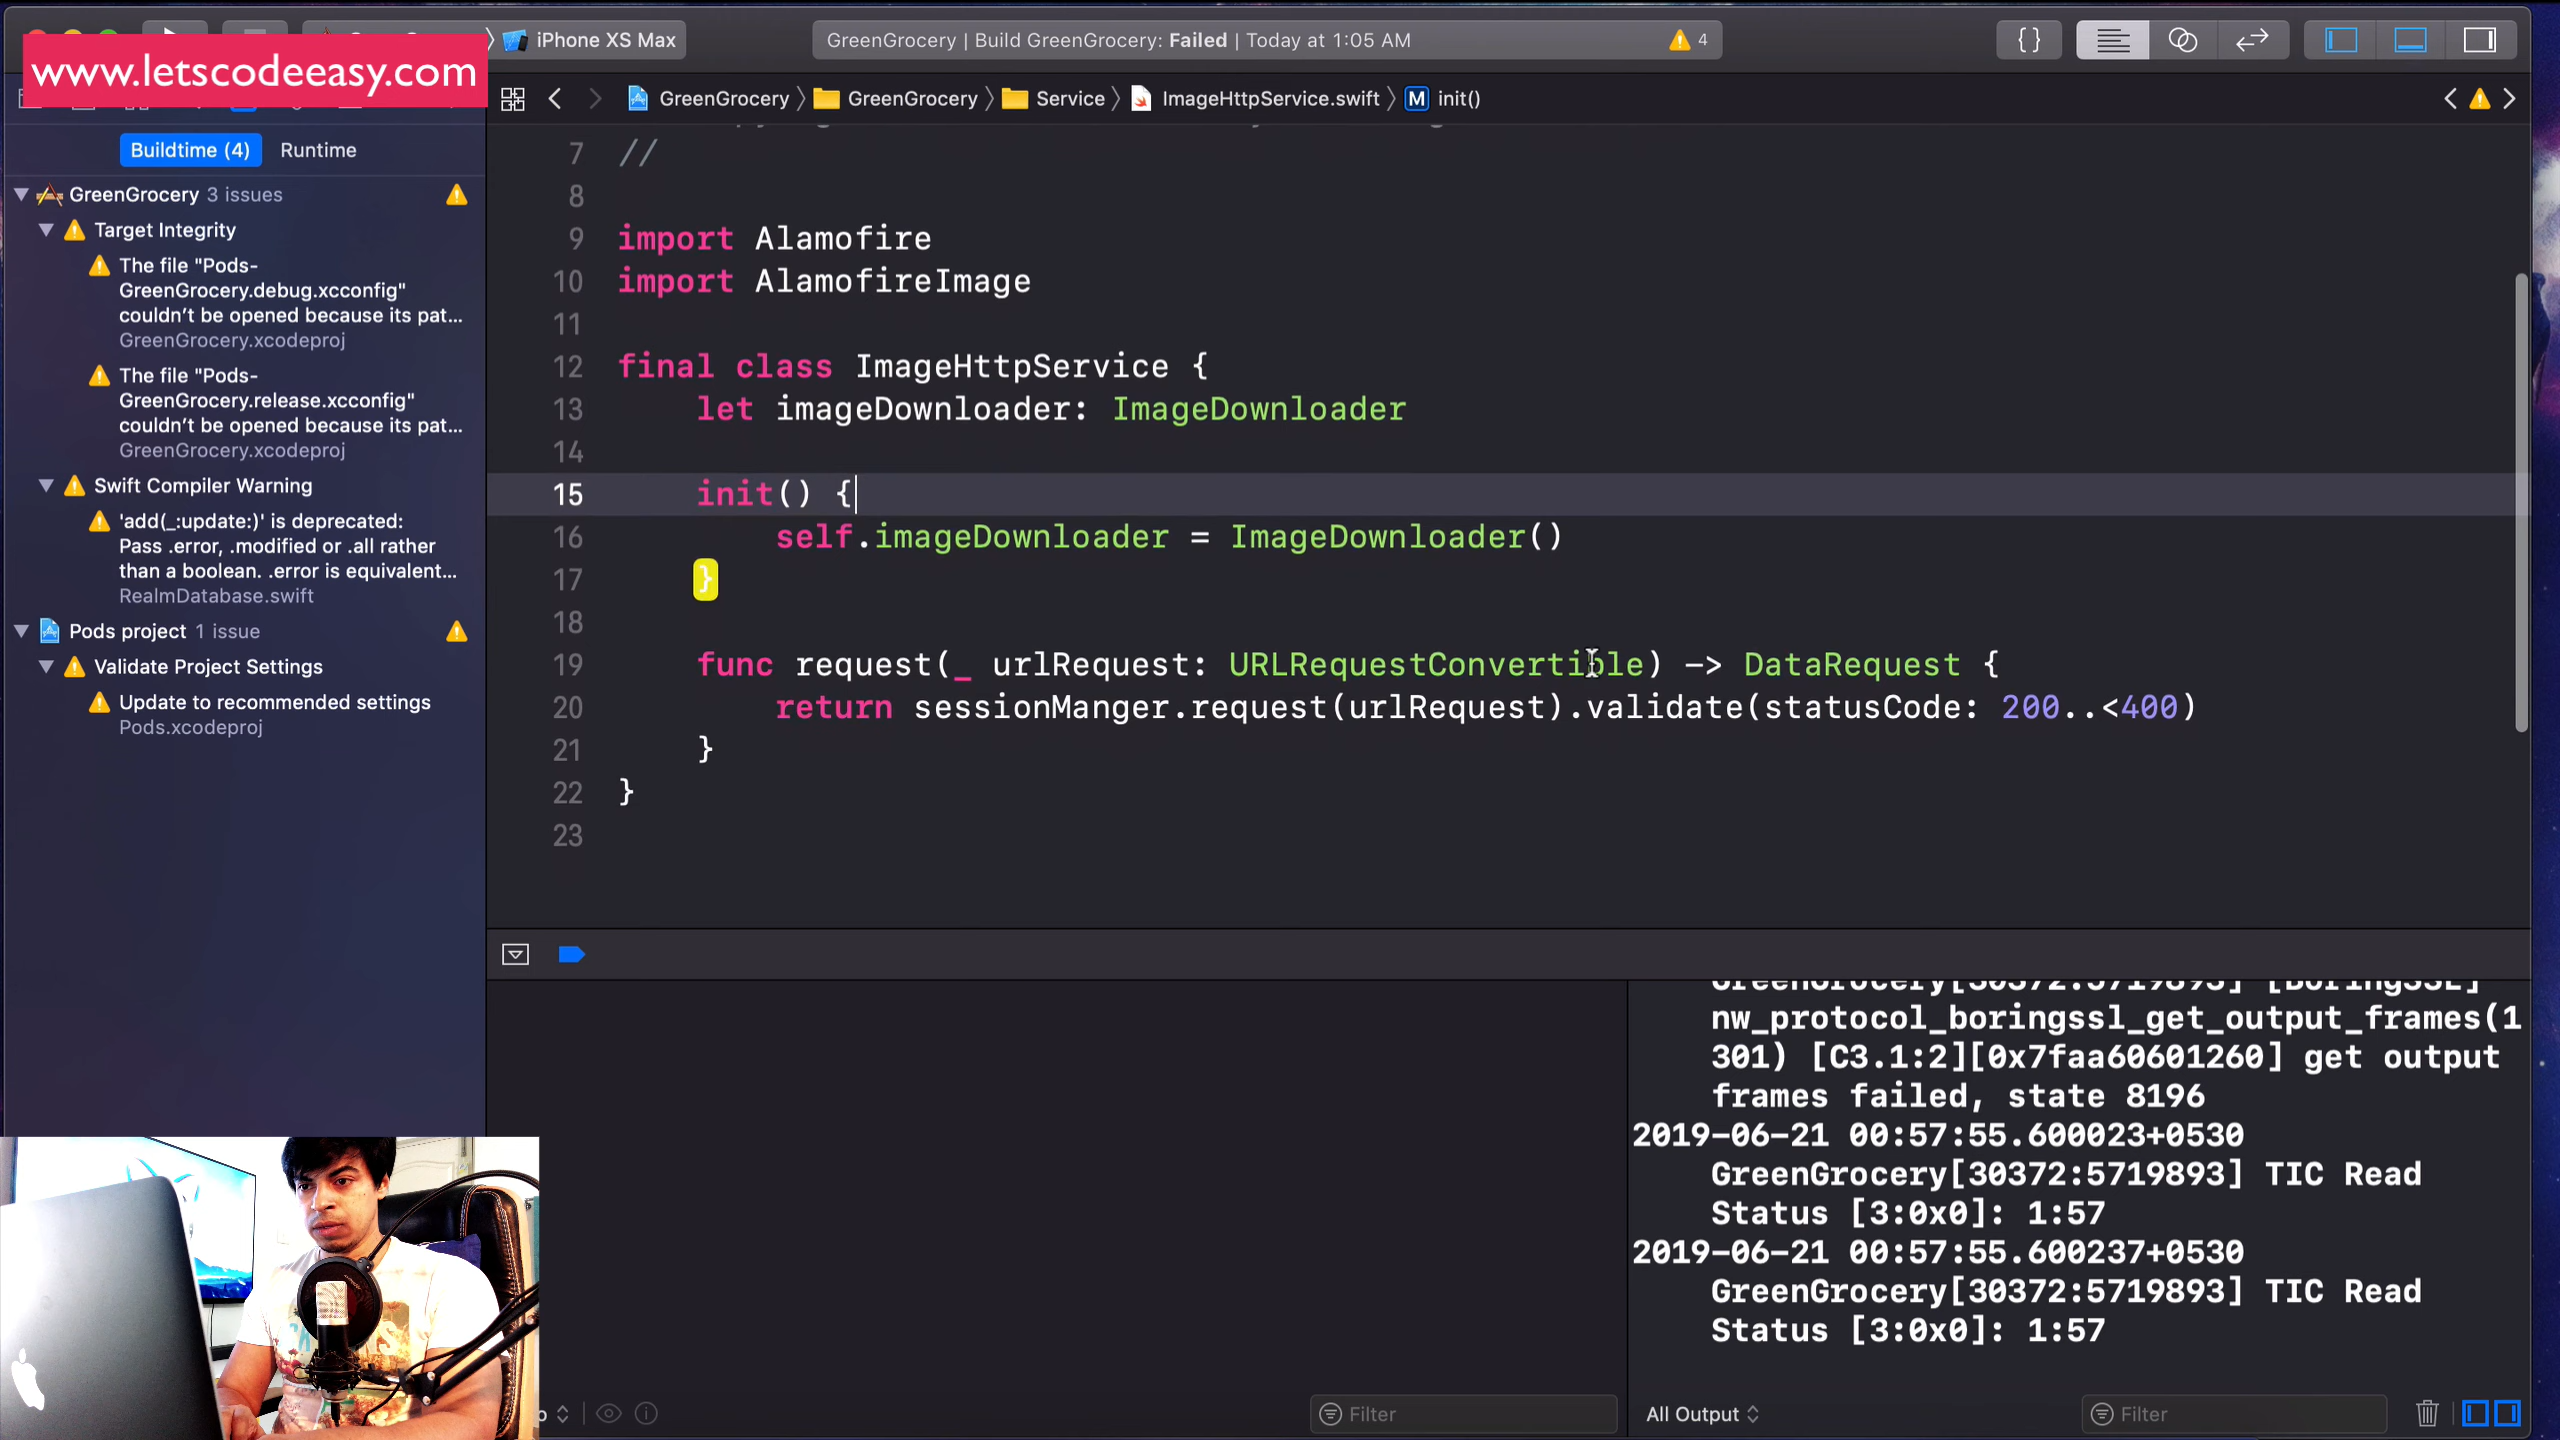 iPhone XS Max
GreenGrocery | Build GreenGrocery: Failed | Today at 1:05 AM
4
{ }
www.letscodeeasy.com
GreenGrocery
GreenGrocery
Service
ImageHttpService.swift
M init()
Buildtime (4)
Runtime
GreenGrocery 3 issues
Target Integrity
The file "Pods-
GreenGrocery.debug.xcconfig"
couldn't be opened because its pat...
GreenGrocery.xcodeproj
The file "Pods-
GreenGrocery.release.xcconfig"
couldn't be opened because its pat...
GreenGrocery.xcodeproj
Swift Compiler Warning
'add(_:update:)' is deprecated:
Pass .error, .modified or .all rather
than a boolean. .error is equivalent...
RealmDatabase.swift
Pods project 1 issue
Validate Project Settings
Update to recommended settings
Pods.xcodeproj
7 //
8
9 import Alamofire
10 import AlamofireImage
11
12 final class ImageHttpService {
13 let imageDownloader: ImageDownloader
14
15 init() {
16 self.imageDownloader = ImageDownloader()
17 }
18
19 func request(_ urlRequest: URLRequestConvertible) -> DataRequest {
20 return sessionManger.request(urlRequest).validate(statusCode: 200..<400)
21 }
22 }
23
GreenGrocery[30372:5719893] [BoringSSL]
nw_protocol_boringssl_get_output_frames(1
301) [C3.1:2][0x7faa60601260] get output
frames failed, state 8196
2019-06-21 00:57:55.600023+0530
GreenGrocery[30372:5719893] TIC Read
Status [3:0x0]: 1:57
2019-06-21 00:57:55.600237+0530
GreenGrocery[30372:5719893] TIC Read
Status [3:0x0]: 1:57
Filter
All Output
Filter